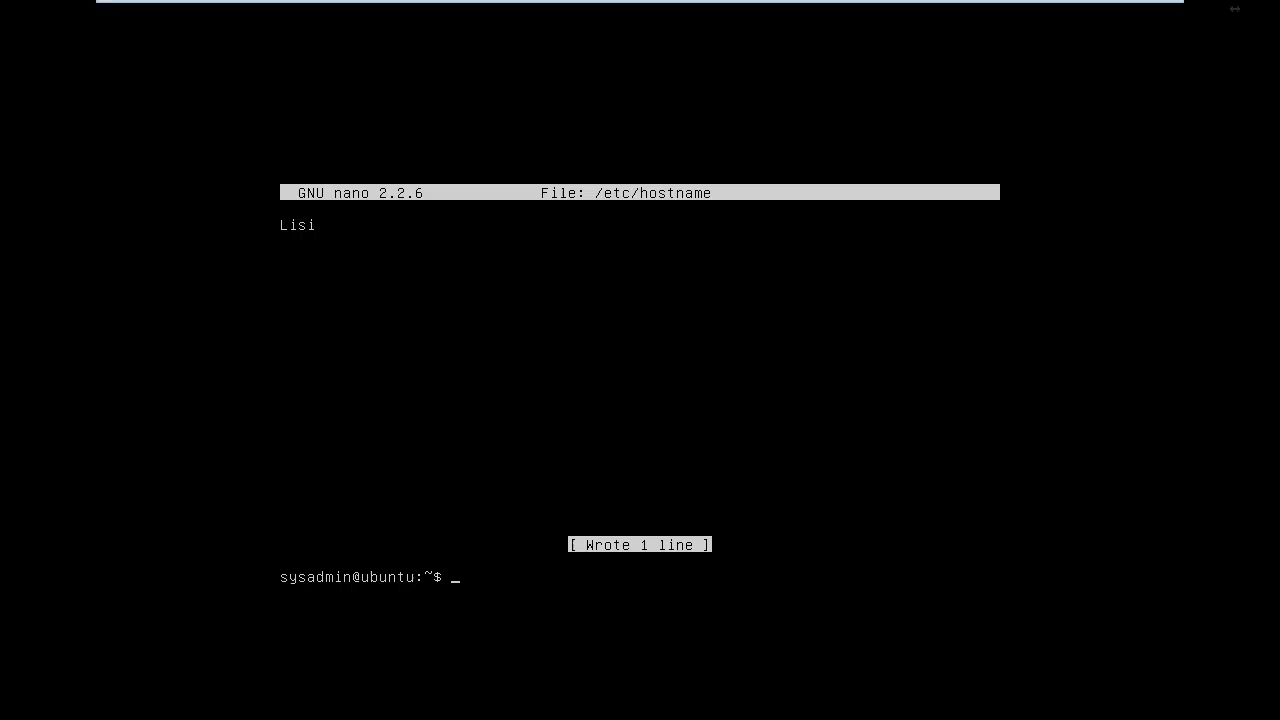 GNU nano 2.2.6 File: /etc/hostname
Lisi
[ Wrote 1 line ]
sysadmin@ubuntu:~$ _